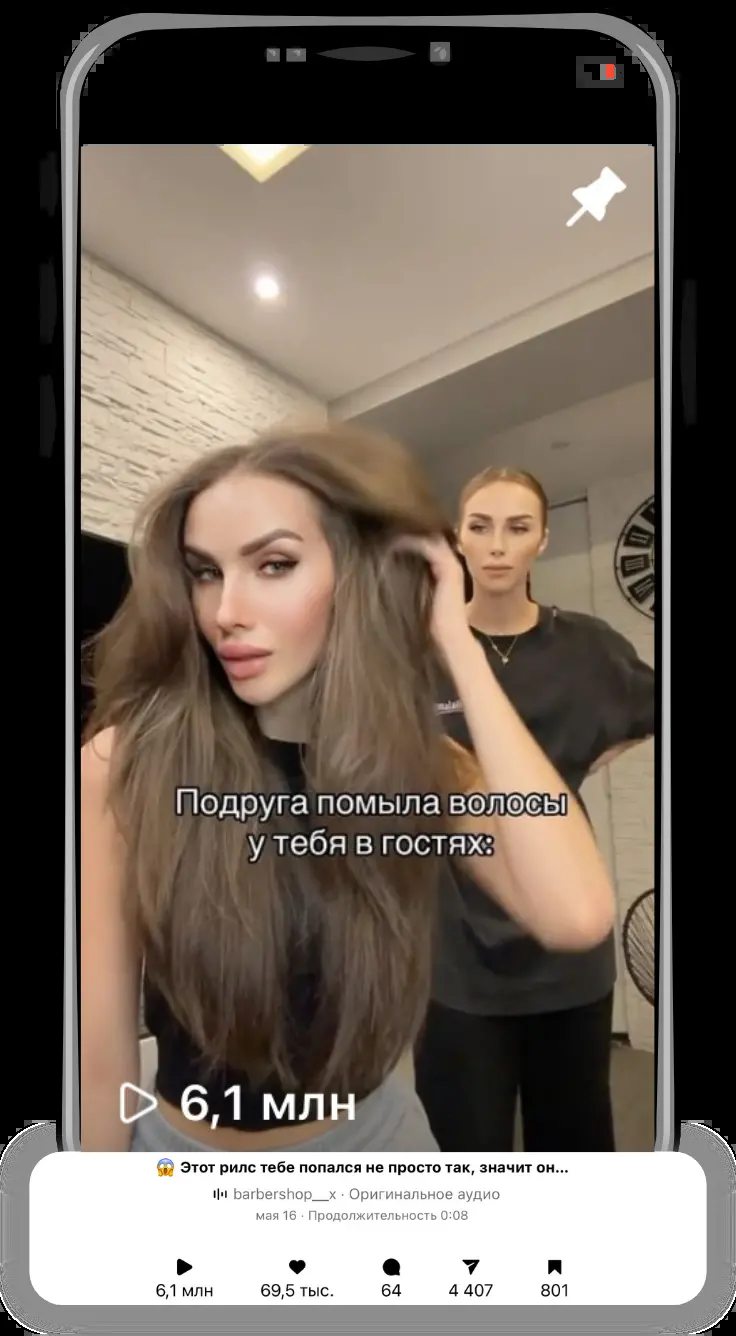 Подруга помыла волосы
у тебя в гостях:
6,1 млн
😱 Этот рилс тебе попался не просто так, значит он...
barbershop__x · Оригинальное аудио
мая 16 · Продолжительность 0:08
6,1 млн 69,5 тыс. 64 4 407 801